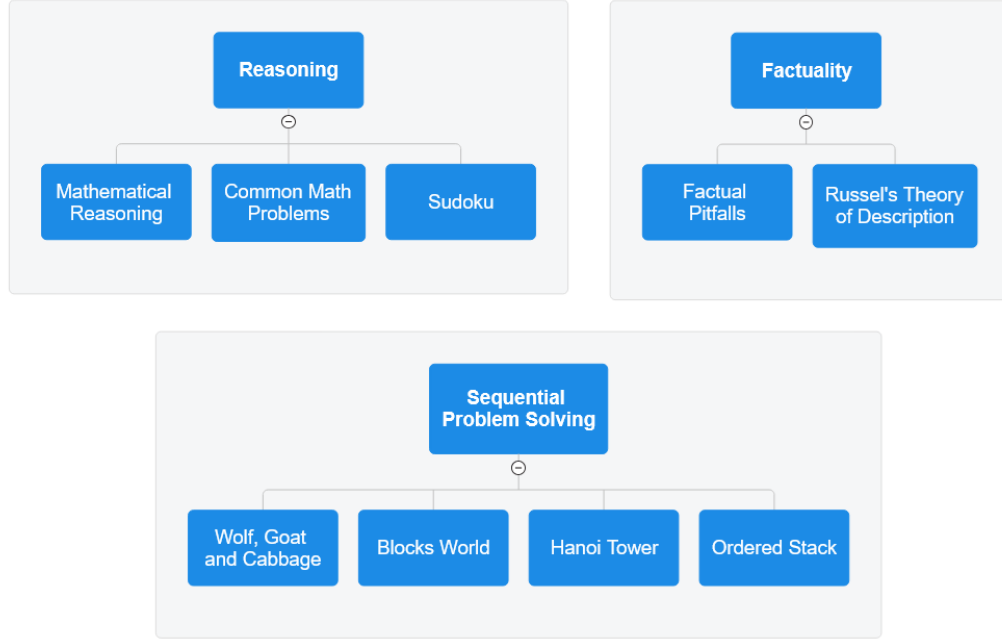 Reasoning
Mathematical
Reasoning
Common Math
Problems
Sudoku
Factuality
Factual
Pitfalls
Russel's Theory
of Description
Sequential
Problem Solving
Wolf, Goat
and Cabbage
Blocks World
Hanoi Tower
Ordered Stack